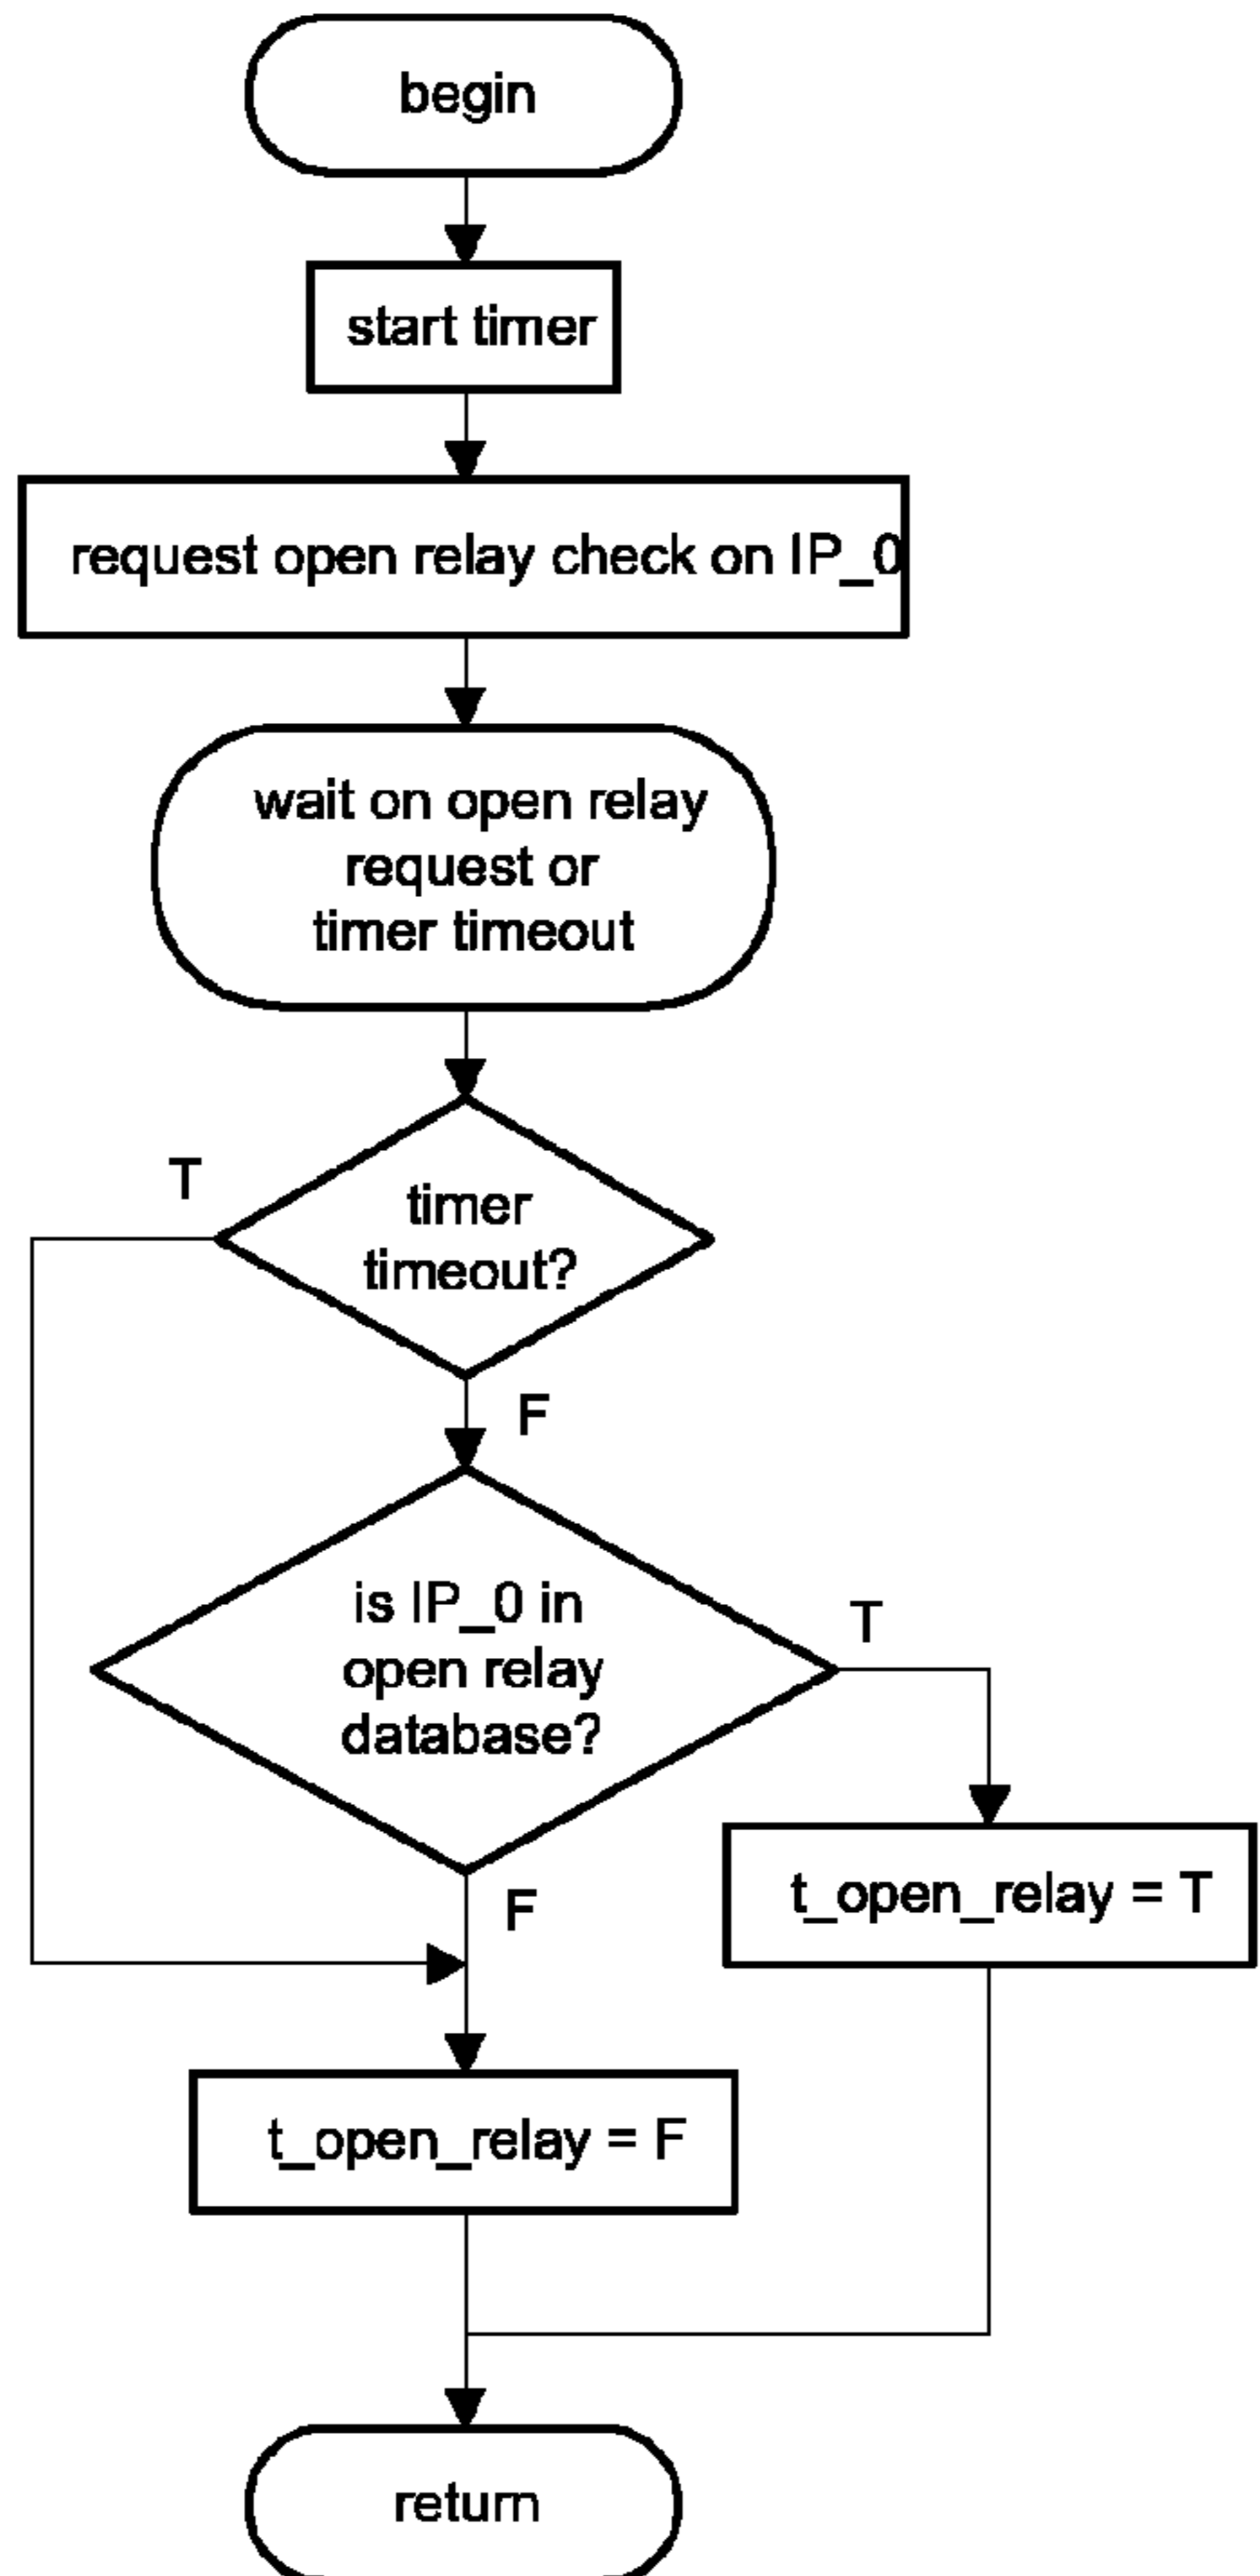 begin
start timer
request open relay check on IP_0
wait on open relay
request or
timer timeout
T
timer
timeout?
F
is IP_0 in
open relay
database?
T
t_open_relay = T
F
t_open_relay = F
return